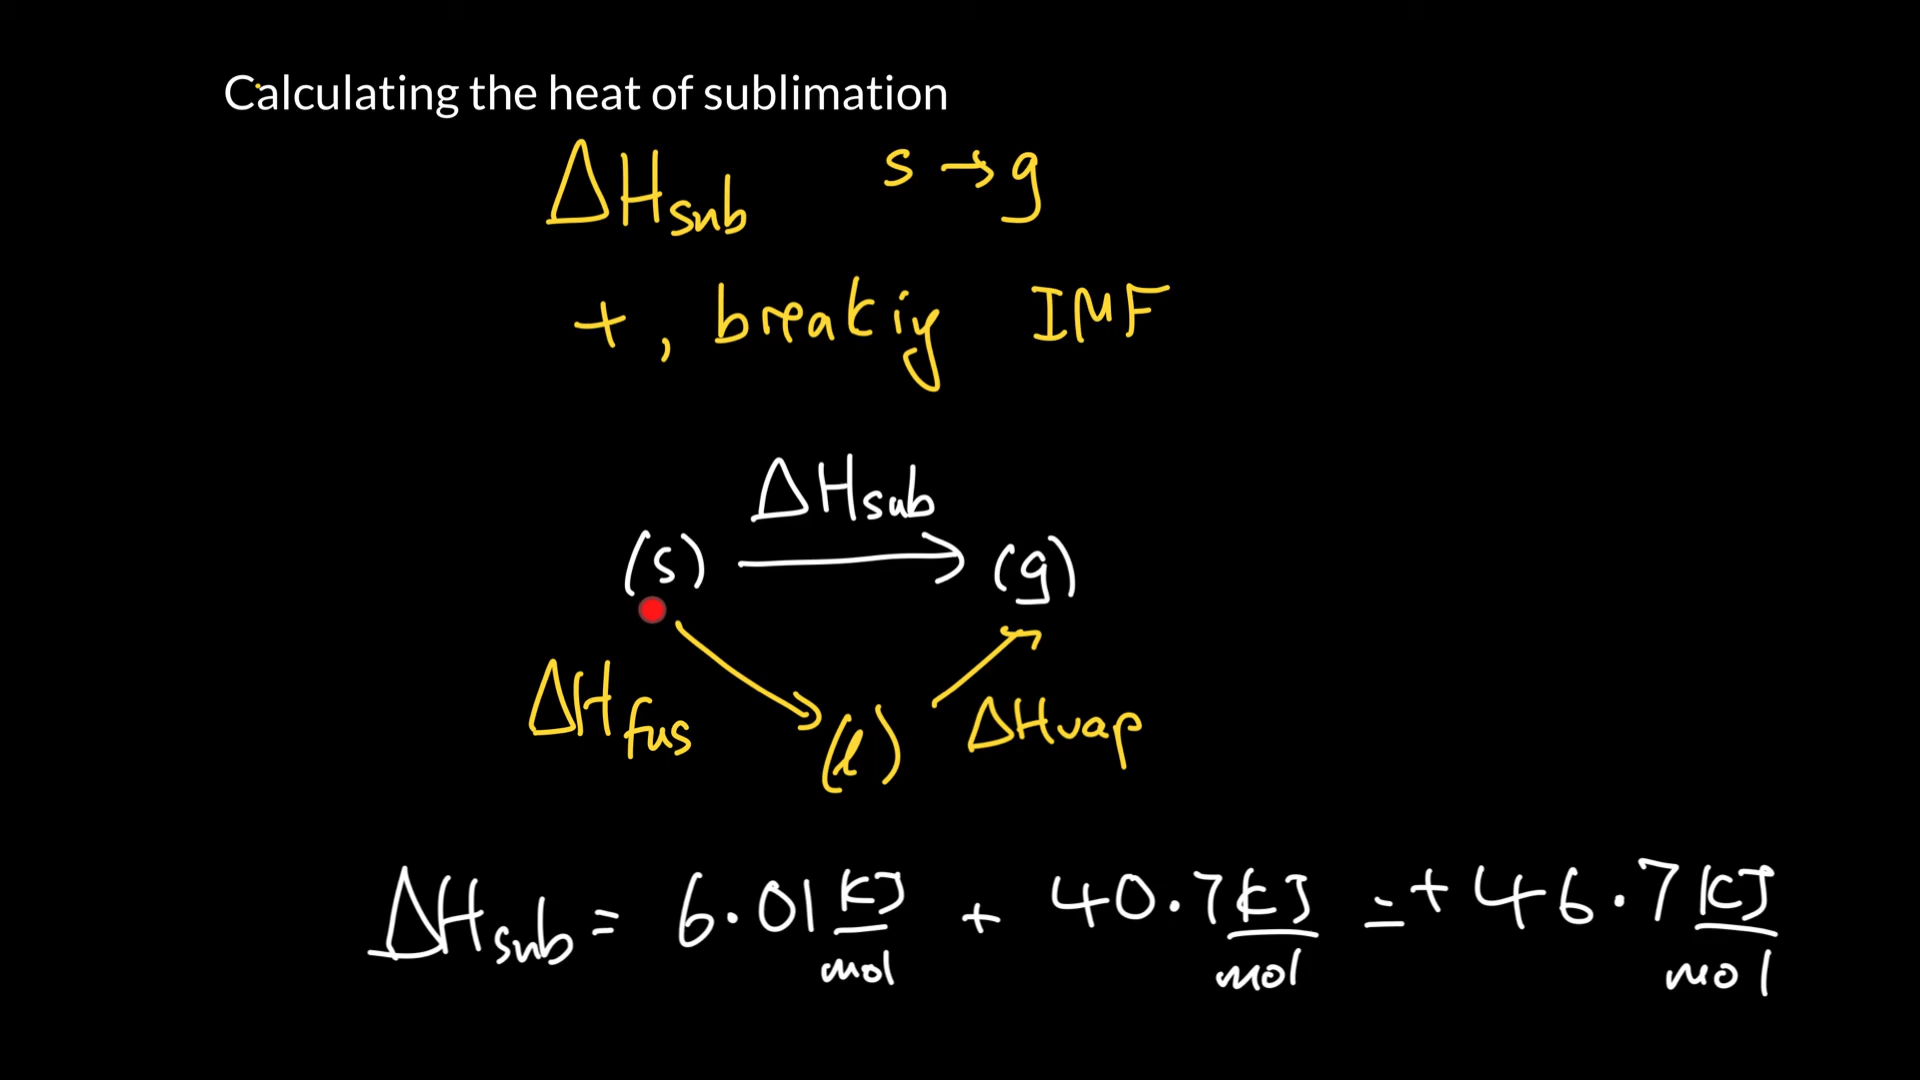 Calculating the heat of sublimation
ΔHsub s → g
+, breaking IMF
ΔHsub
(s) → (g)
ΔHfus (l) ΔHvap
ΔHsub = 6.01 kJ/mol + 40.7 kJ/mol = + 46.7 kJ/mol